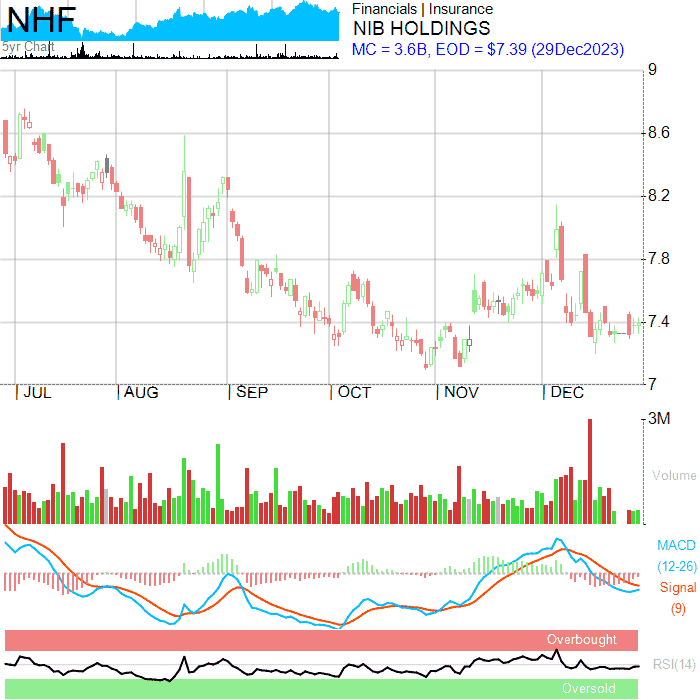 NHF
5yr Chart
Financials | Insurance
NIB HOLDINGS
MC = 3.6B, EOD = $7.39 (29Dec2023)
9
8.6
8.2
7.8
7.4
7
JUL AUG SEP OCT NOV DEC
3M
Volume
MACD
(12-26)
Signal
(9)
Overbought
RSI(14)
Oversold